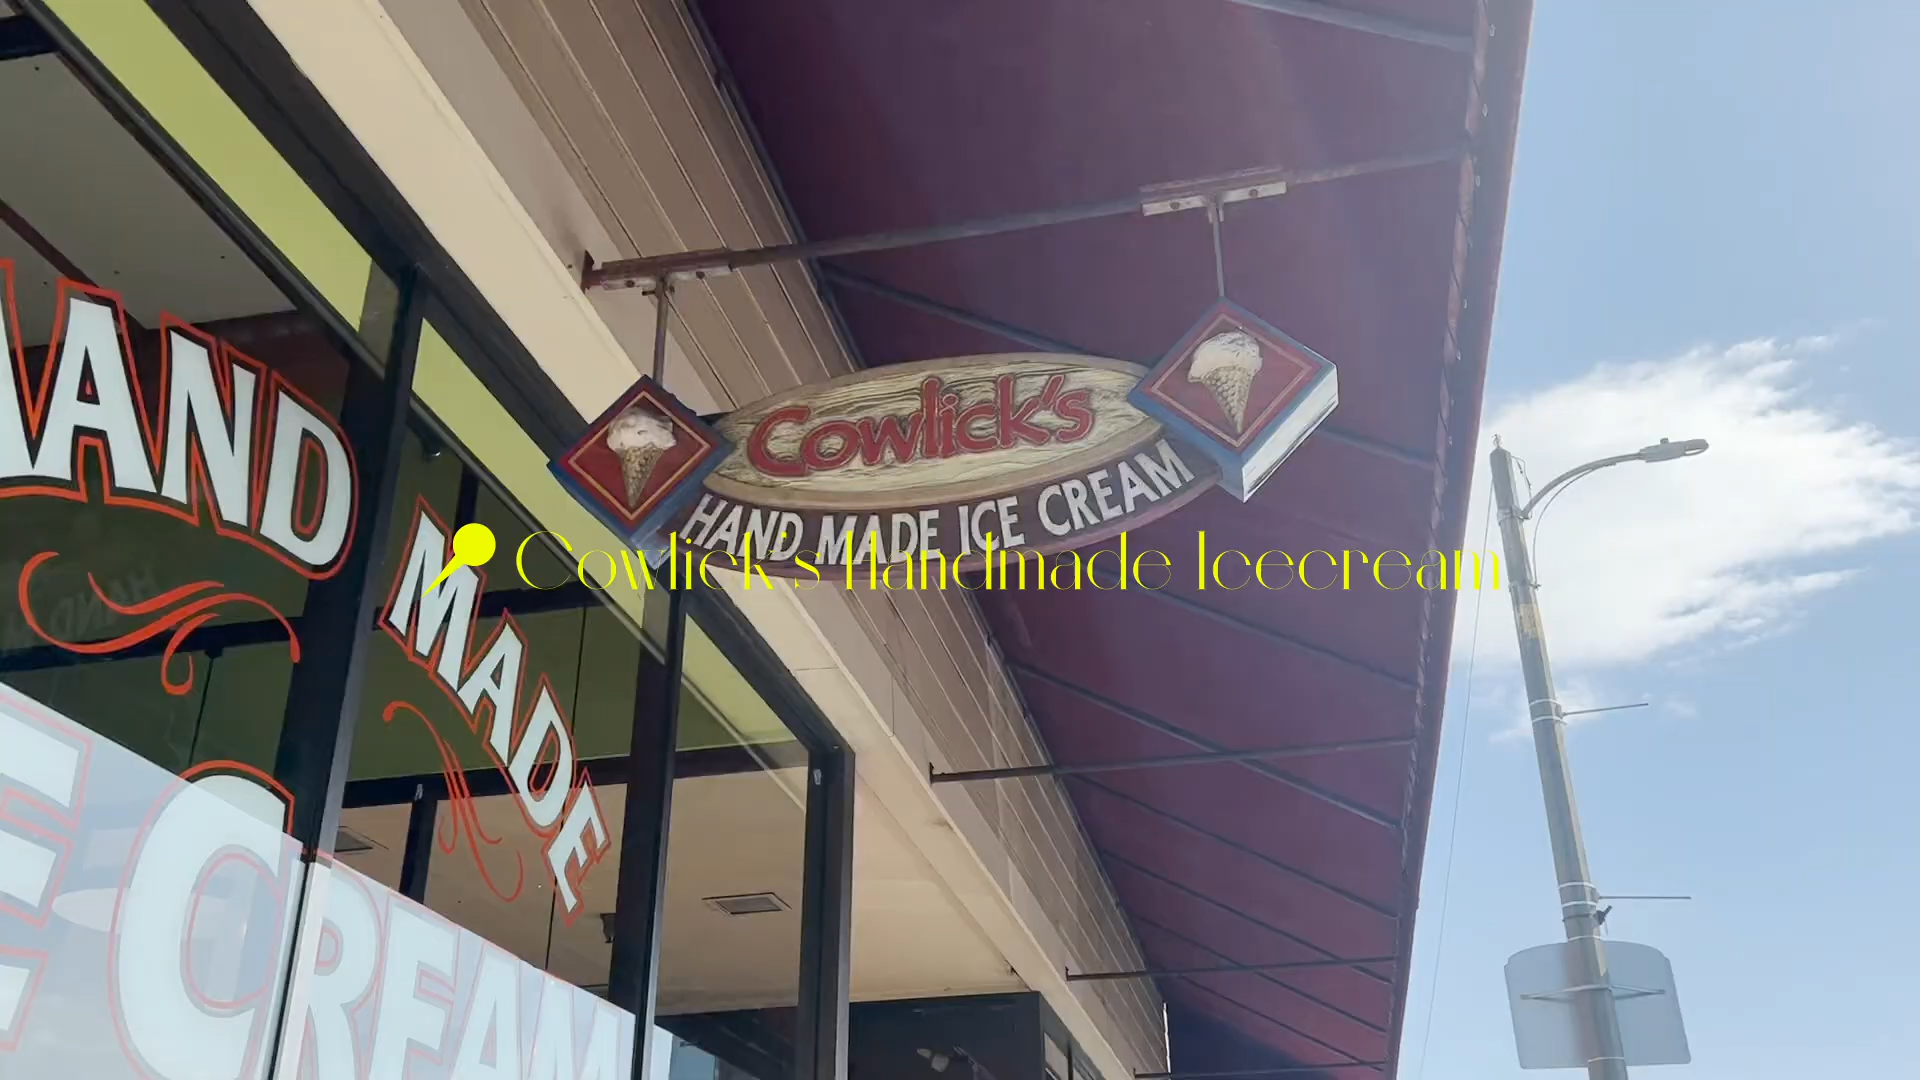 HAND MADE
E CREAM
Cowlick's
HAND MADE ICE CREAM
Cowlick's Handmade Icecream